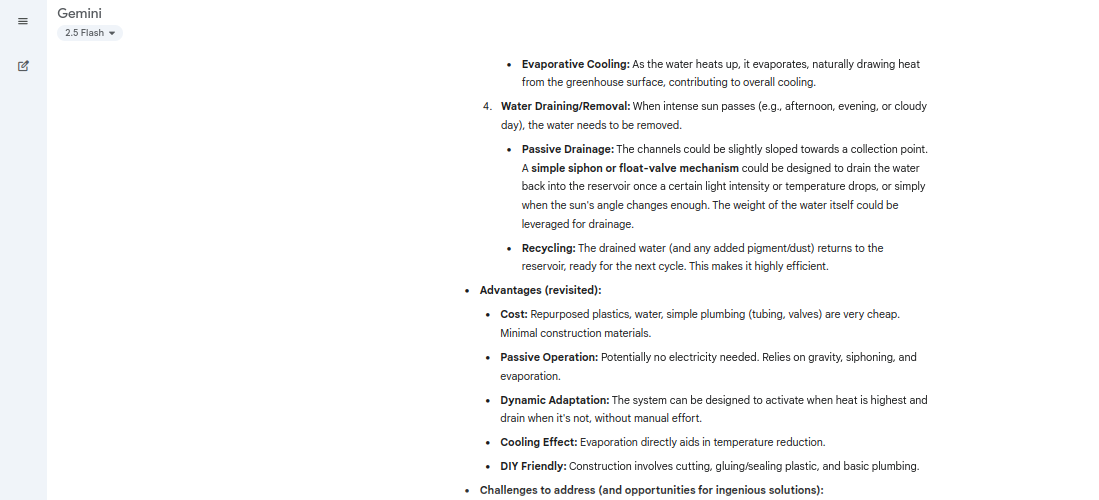 Gemini
2.5 Flash
• Evaporative Cooling: As the water heats up, it evaporates, naturally drawing heat
from the greenhouse surface, contributing to overall cooling.
4. Water Draining/Removal: When intense sun passes (e.g., afternoon, evening, or cloudy
day), the water needs to be removed.
• Passive Drainage: The channels could be slightly sloped towards a collection point.
A simple siphon or float-valve mechanism could be designed to drain the water
back into the reservoir once a certain light intensity or temperature drops, or simply
when the sun's angle changes enough. The weight of the water itself could be
leveraged for drainage.
• Recycling: The drained water (and any added pigment/dust) returns to the
reservoir, ready for the next cycle. This makes it highly efficient.
• Advantages (revisited):
• Cost: Repurposed plastics, water, simple plumbing (tubing, valves) are very cheap.
Minimal construction materials.
• Passive Operation: Potentially no electricity needed. Relies on gravity, siphoning, and
evaporation.
• Dynamic Adaptation: The system can be designed to activate when heat is highest and
drain when it's not, without manual effort.
• Cooling Effect: Evaporation directly aids in temperature reduction.
• DIY Friendly: Construction involves cutting, gluing/sealing plastic, and basic plumbing.
• Challenges to address (and opportunities for ingenious solutions):